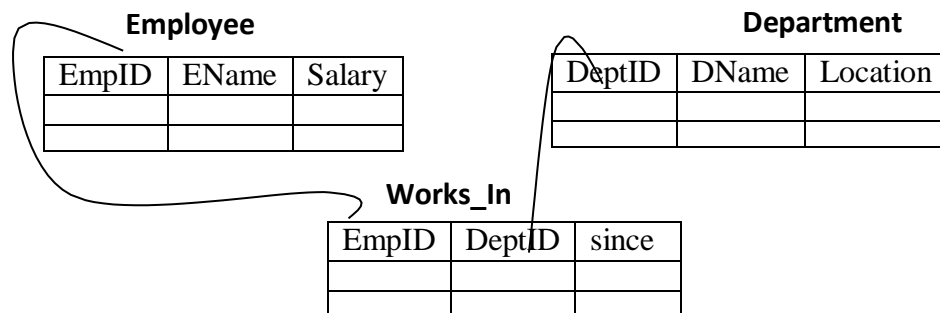 Employee
Department
EmpID EName Salary
DeptID DName Location
Works_In
EmpID DeptID since